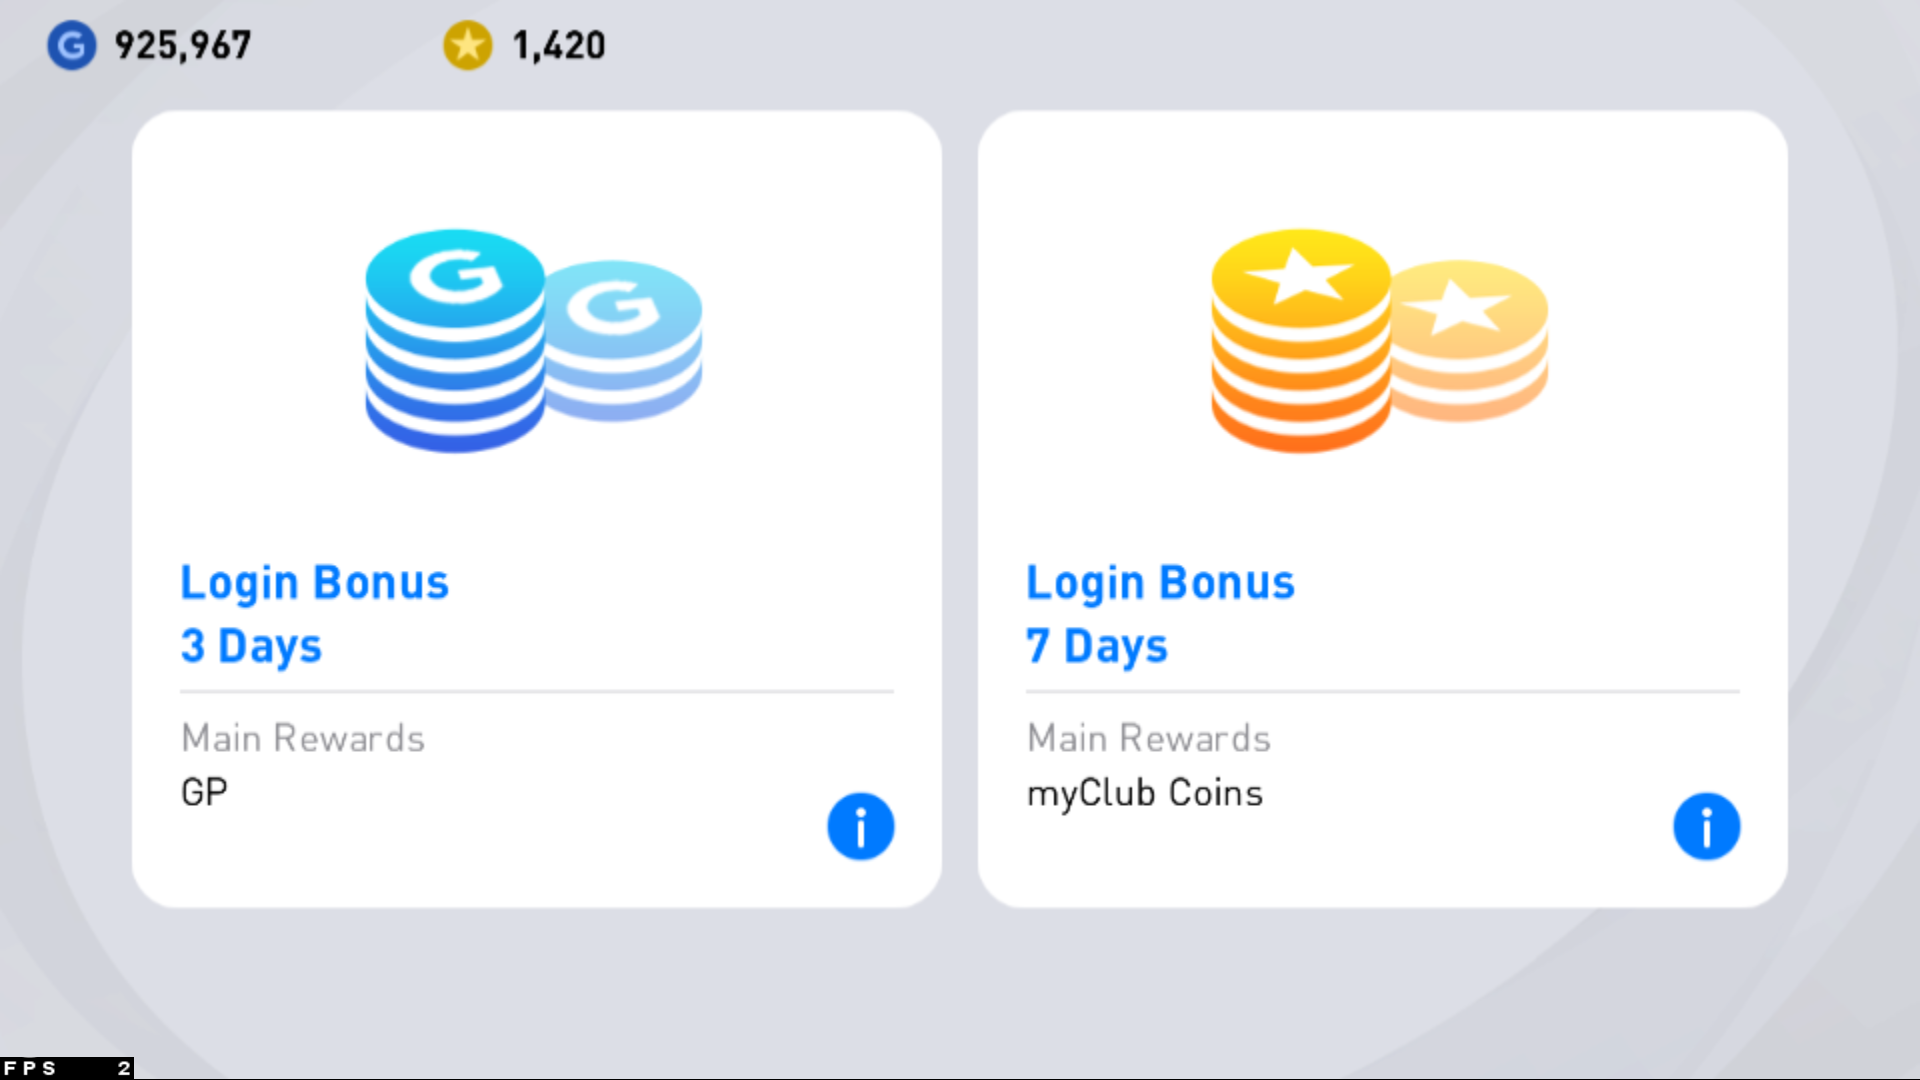 G 925,967
1,420
G G
Login Bonus
3 Days
Main Rewards
GP
i
Login Bonus
7 Days
Main Rewards
myClub Coins
i
FPS 2